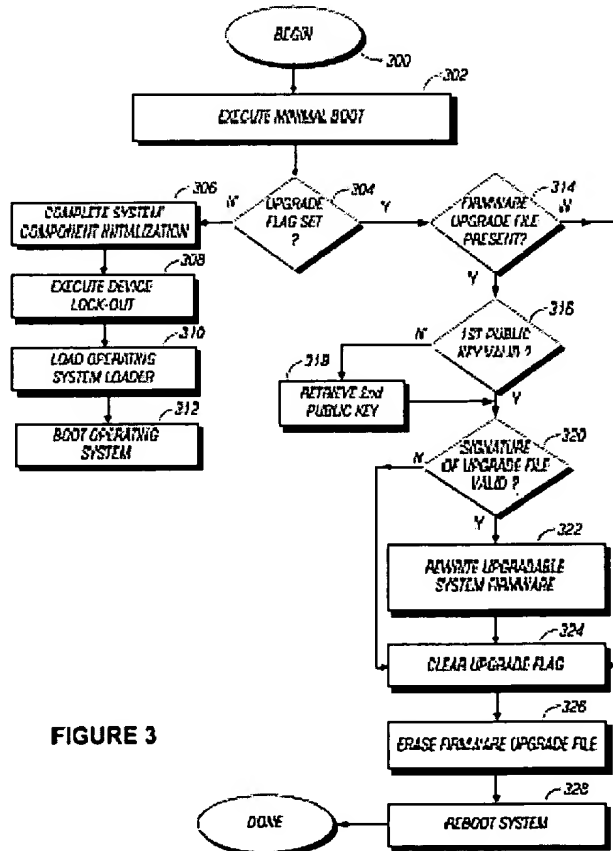 BEGIN
300
302
EXECUTE MINIMAL BOOT
304
UPGRADE
FLAG SET
?
N
Y
306
COMPLETE SYSTEM
COMPONENT INITIALIZATION
308
EXECUTE DEVICE
LOCK-OUT
310
LOAD OPERATING
SYSTEM LOADER
312
BOOT OPERATING
SYSTEM
314
FIRMWARE
UPGRADE FILE
PRESENT?
N
Y
316
1ST PUBLIC
KEY VALID ?
N
Y
318
RETRIEVE 2nd
PUBLIC KEY
320
SIGNATURE
OF UPGRADE FILE
VALID ?
N
Y
322
REWRITE UPGRADABLE
SYSTEM FIRMWARE
324
CLEAR UPGRADE FLAG
326
ERASE FIRMWARE UPGRADE FILE
328
REBOOT SYSTEM
DONE
FIGURE 3